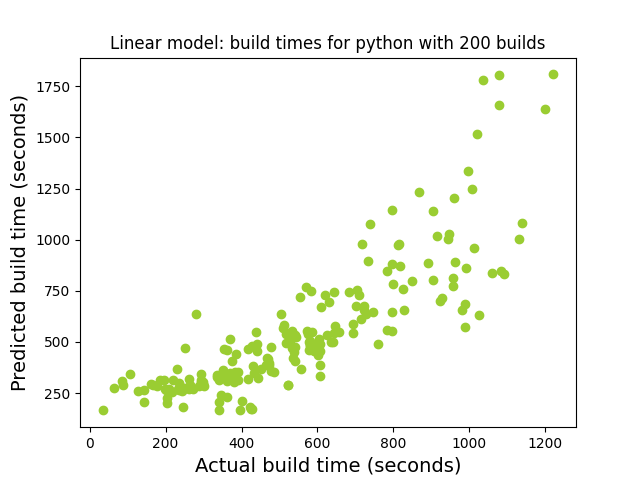 Linear model: build times for python with 200 builds
1750
1500
1250
1000
750
500
250
Predicted build time (seconds)
0 200 400 600 800 1000 1200
Actual build time (seconds)